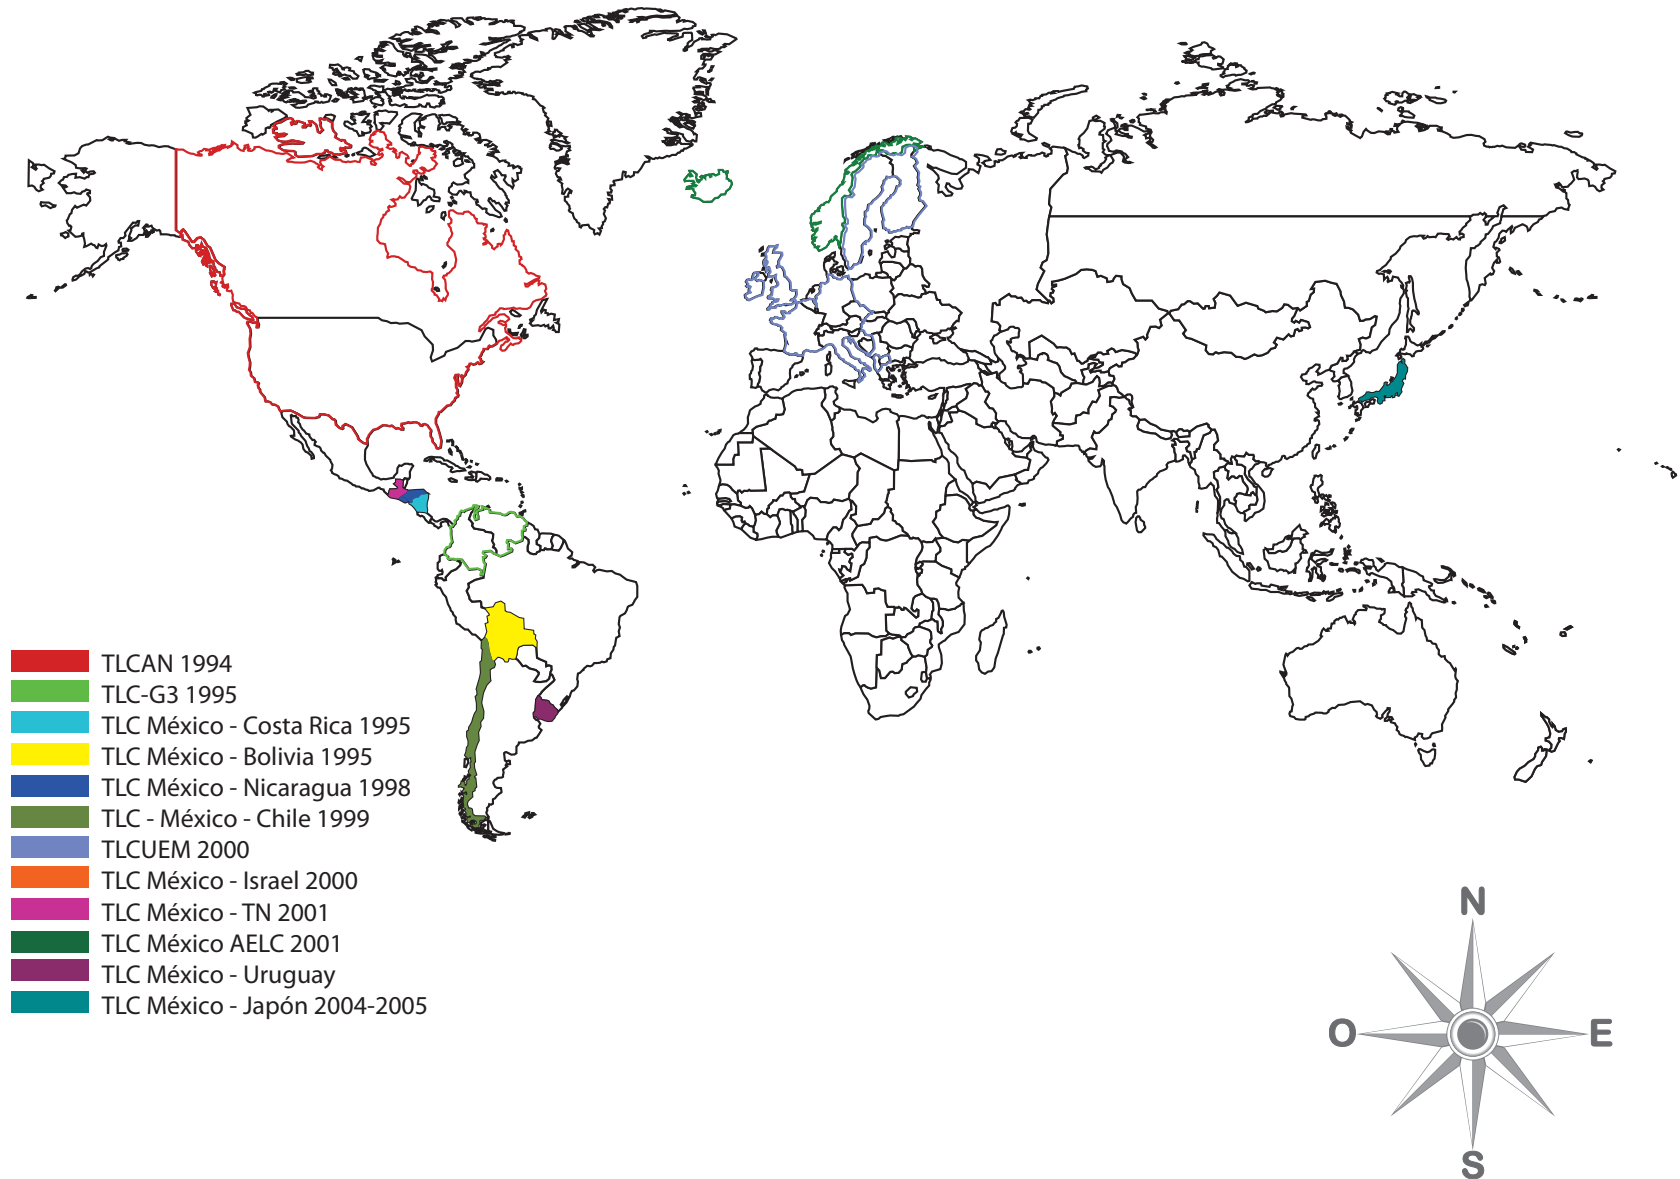 TLCAN 1994
TLC-G3 1995
TLC México - Costa Rica 1995
TLC México - Bolivia 1995
TLC México - Nicaragua 1998
TLC - México - Chile 1999
TLCUEM 2000
TLC México - Israel 2000
TLC México - TN 2001
TLC México AELC 2001
TLC México - Uruguay
TLC México - Japón 2004-2005
N
O
E
S